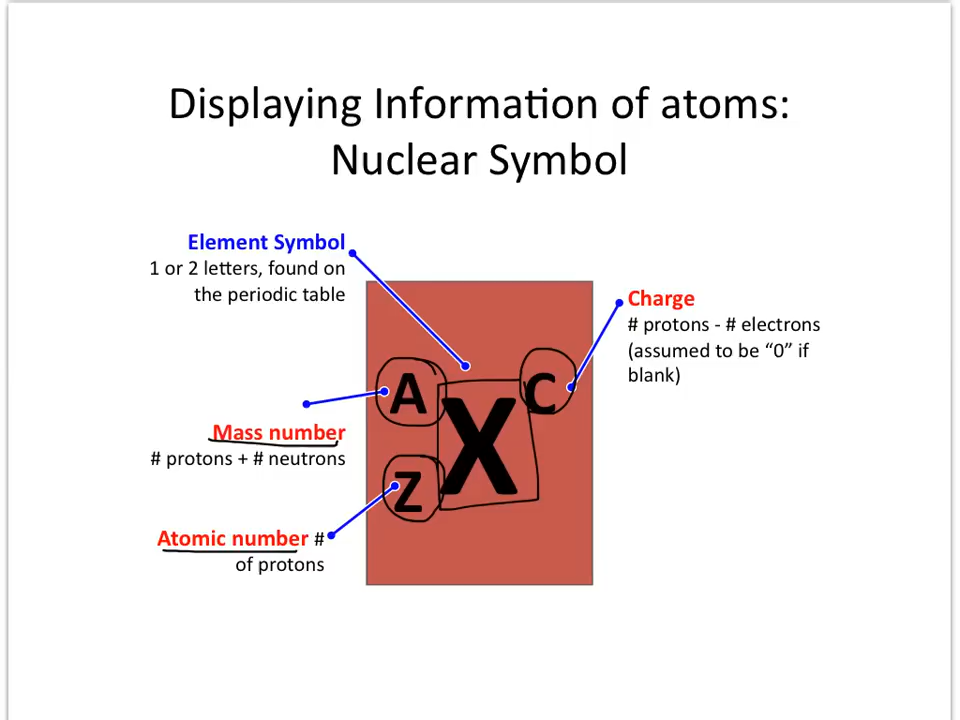 Displaying Information of atoms:
Nuclear Symbol
Element Symbol
1 or 2 letters, found on
the periodic table
Charge
# protons - # electrons
(assumed to be “0” if
blank)
A
C
X
Mass number
# protons + # neutrons
Z
Atomic number #
of protons